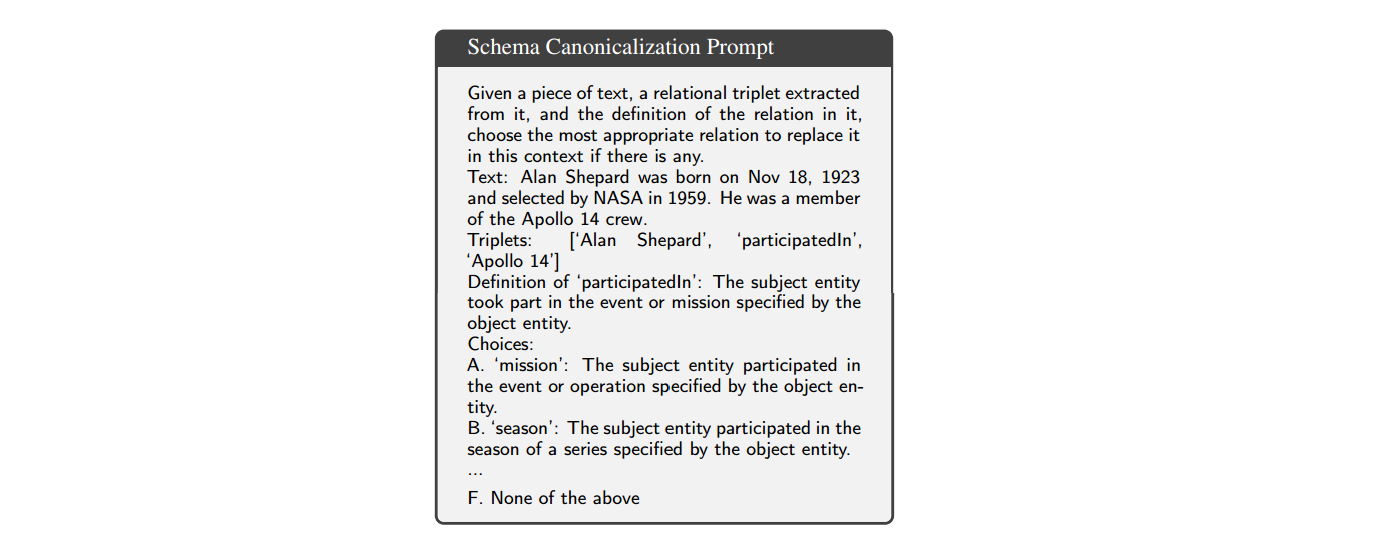 Schema Canonicalization Prompt
Given a piece of text, a relational triplet extracted
from it, and the definition of the relation in it,
choose the most appropriate relation to replace it
in this context if there is any.
Text: Alan Shepard was born on Nov 18, 1923
and selected by NASA in 1959. He was a member
of the Apollo 14 crew.
Triplets: [‘Alan Shepard’, ‘participatedIn’,
‘Apollo 14’]
Definition of ‘participatedIn’: The subject entity
took part in the event or mission specified by the
object entity.
Choices:
A. ‘mission’: The subject entity participated in
the event or operation specified by the object en-
tity.
B. ‘season’: The subject entity participated in the
season of a series specified by the object entity.
...
F. None of the above